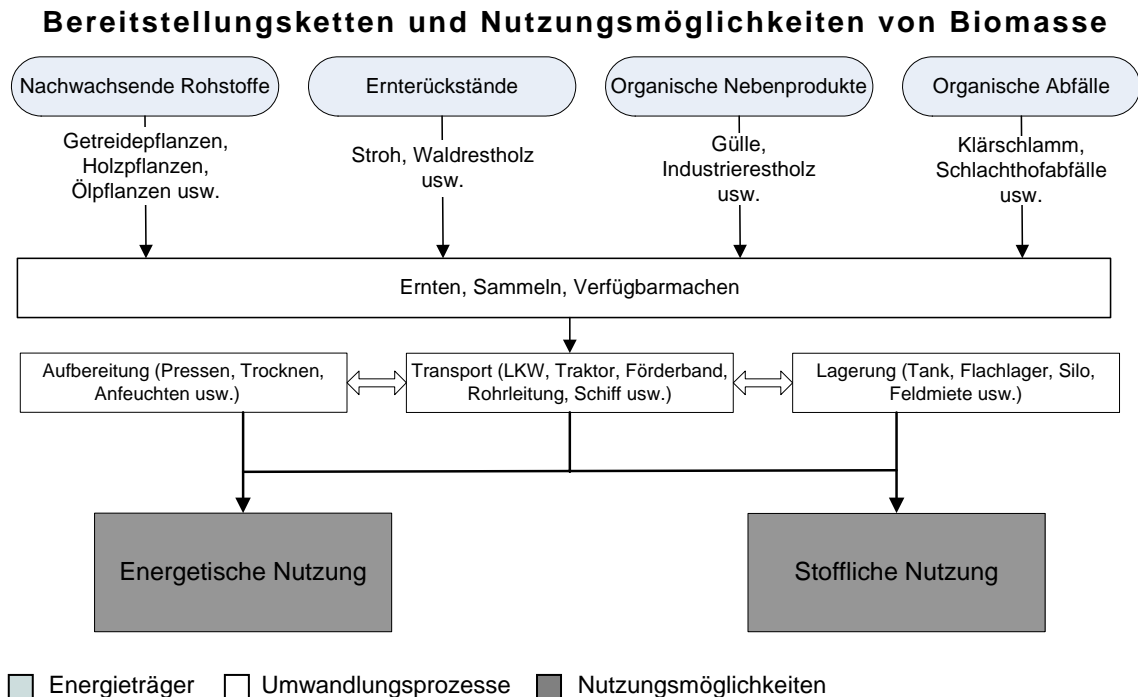 Bereitstellungsketten und Nutzungsmöglichkeiten von Biomasse
Nachwachsende Rohstoffe
Ernterückstände
Organische Nebenprodukte
Organische Abfälle
Getreidepflanzen,
Holzpflanzen,
Ölpflanzen usw.
Stroh, Waldrestholz
usw.
Gülle,
Industrierestholz
usw.
Klärschlamm,
Schlachthofabfälle
usw.
Ernten, Sammeln, Verfügbarmachen
Aufbereitung (Pressen, Trocknen,
Anfeuchten usw.)
Transport (LKW, Traktor, Förderband,
Rohrleitung, Schiff usw.)
Lagerung (Tank, Flachlager, Silo,
Feldmiete usw.)
Energetische Nutzung
Stoffliche Nutzung
Energieträger
Umwandlungsprozesse
Nutzungsmöglichkeiten